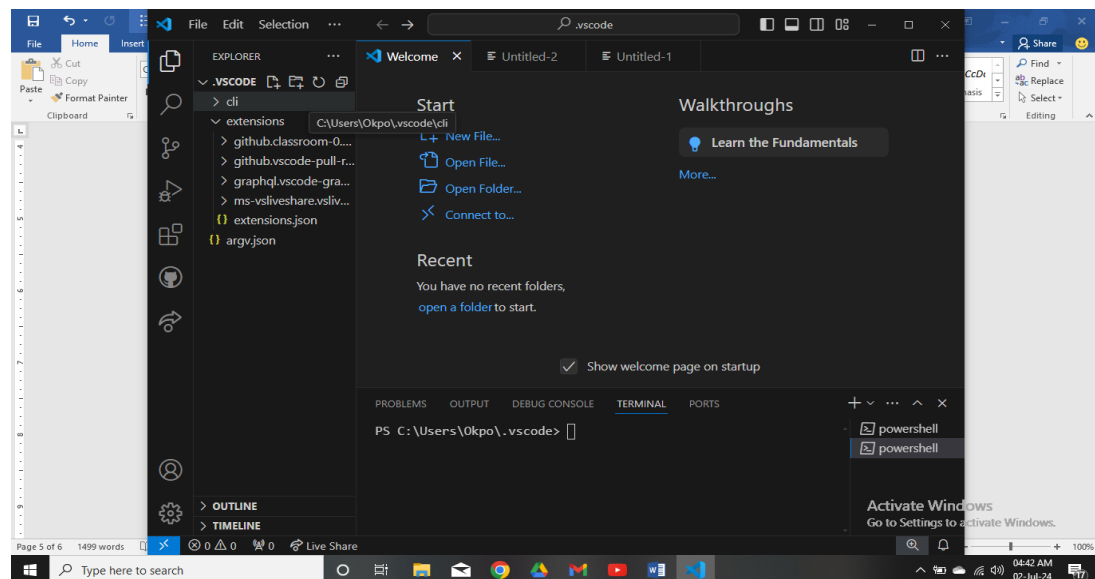 File Edit Selection ... .vscode
File Home Insert Share
Cut
Copy
Paste Format Painter
Clipboard
CcDc Find
Replace
asis Select
Editing
EXPLORER ... Welcome Untitled-2 Untitled-1 ...
.VSCODE
cli
extensions
C:\Users\Okpo\.vscode\cli
github.classroom-0....
github.vscode-pull-r...
graphql.vscode-gra...
ms-vsliveshare.vsliv...
{} extensions.json
{} argv.json
Start
New File...
Open File...
Open Folder...
Connect to...
Walkthroughs
Learn the Fundamentals
More...
Recent
You have no recent folders,
open a folder to start.
Show welcome page on startup
PROBLEMS OUTPUT DEBUG CONSOLE TERMINAL PORTS
PS C:\Users\Okpo\.vscode>
powershell
powershell
OUTLINE
TIMELINE
Activate Windows
Go to Settings to activate Windows.
0 0 0 Live Share
Page 5 of 6 1499 words 100%
Type here to search
04:42 AM
02-Jul-24
17